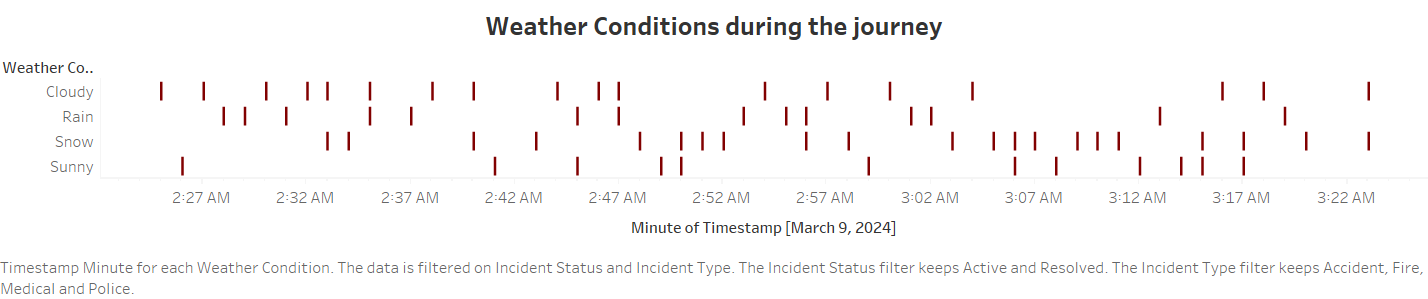 Weather Conditions during the journey
Weather Co..
Cloudy
Rain
Snow
Sunny
2:27 AM 2:32 AM 2:37 AM 2:42 AM 2:47 AM 2:52 AM 2:57 AM 3:02 AM 3:07 AM 3:12 AM 3:17 AM 3:22 AM
Minute of Timestamp [March 9, 2024]
Timestamp Minute for each Weather Condition. The data is filtered on Incident Status and Incident Type. The Incident Status filter keeps Active and Resolved. The Incident Type filter keeps Accident, Fire,
Medical and Police.